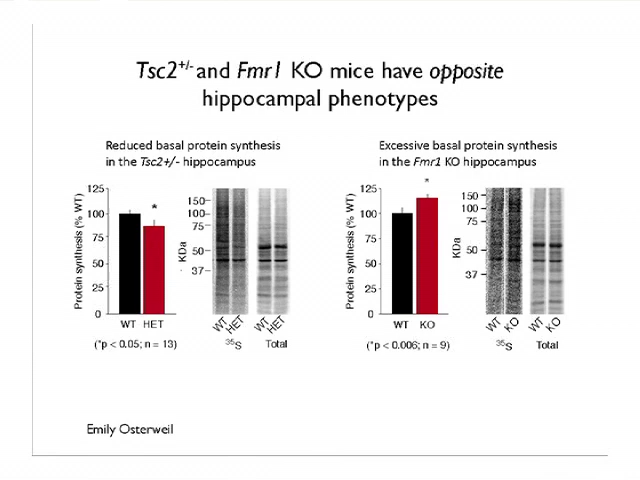 Tsc2+/- and Fmr1 KO mice have opposite
hippocampal phenotypes
Reduced basal protein synthesis
in the Tsc2+/- hippocampus
Protein synthesis (% WT)
125
100
75
50
25
0
*
WT HET
(*p < 0.05; n = 13)
KDa
150
100
75
50
37
WT HET WT HET
35S Total
Excessive basal protein synthesis
in the Fmr1 KO hippocampus
Protein synthesis (% WT)
125
100
75
50
25
0
*
WT KO
(*p < 0.006; n = 9)
KDa
150
100
75
50
37
WT KO WT KO
35S Total
Emily Osterweil